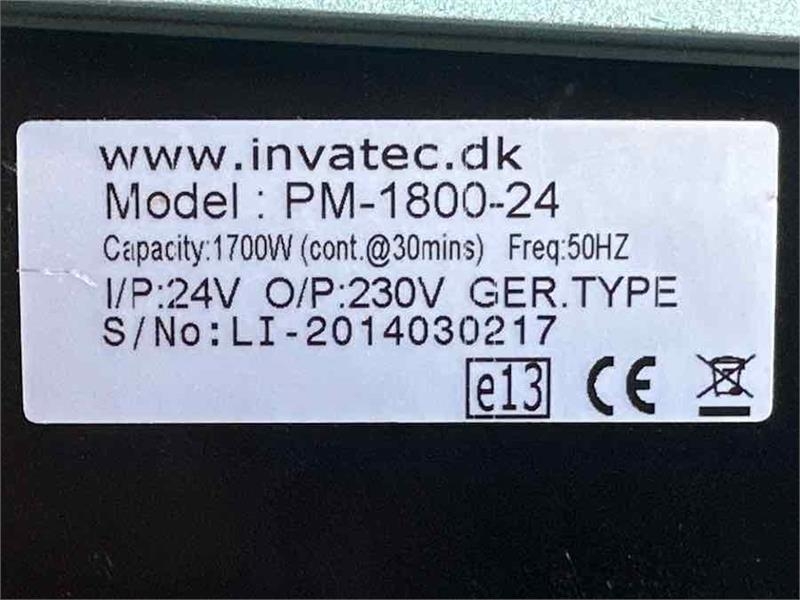 www.invatec.dk
Model : PM-1800-24
Capacity:1700W (cont.@30mins) Freq:50HZ
I/P:24V O/P:230V GER.TYPE
S/No:LI-2014030217
e13 CE